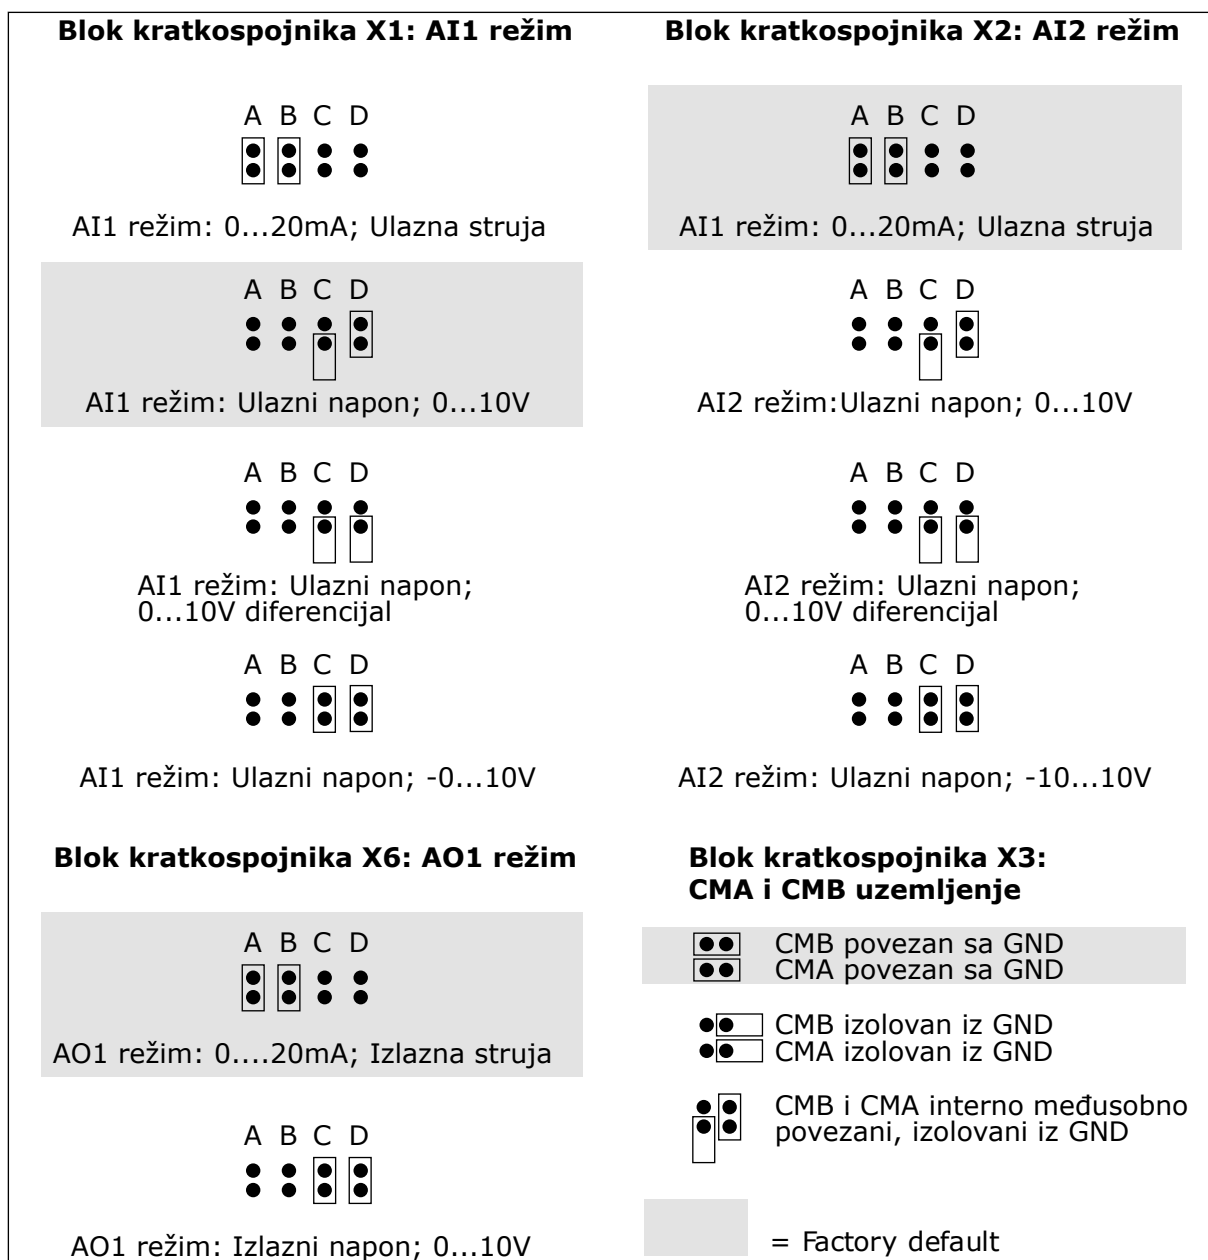 Blok kratkospojnika X1: AI1 režim
A B C D
AI1 režim: 0...20mA; Ulazna struja
A B C D
AI1 režim: Ulazni napon; 0...10V
A B C D
AI1 režim: Ulazni napon;
0...10V diferencijal
A B C D
AI1 režim: Ulazni napon; -0...10V
Blok kratkospojnika X2: AI2 režim
A B C D
AI1 režim: 0...20mA; Ulazna struja
A B C D
AI2 režim:Ulazni napon; 0...10V
A B C D
AI2 režim: Ulazni napon;
0...10V diferencijal
A B C D
AI2 režim: Ulazni napon; -10...10V
Blok kratkospojnika X6: AO1 režim
A B C D
AO1 režim: 0....20mA; Izlazna struja
A B C D
AO1 režim: Izlazni napon; 0...10V
Blok kratkospojnika X3:
CMA i CMB uzemljenje
CMB povezan sa GND
CMA povezan sa GND
CMB izolovan iz GND
CMA izolovan iz GND
CMB i CMA interno međusobno
povezani, izolovani iz GND
= Factory default